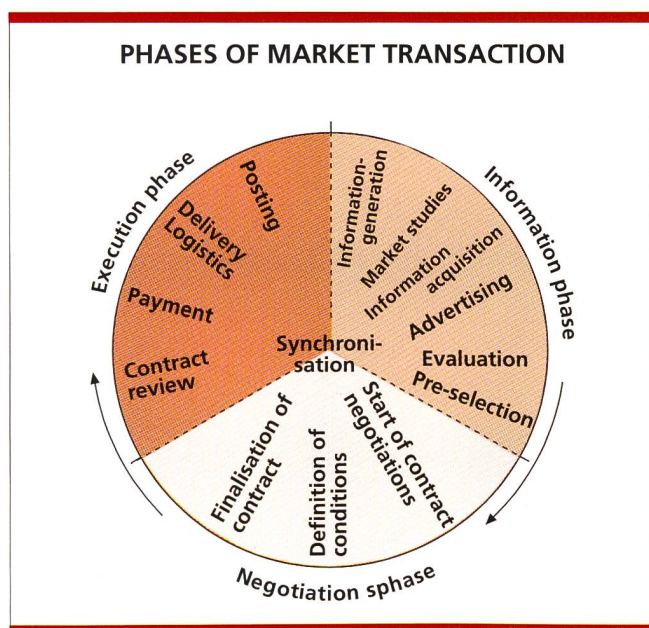 PHASES OF MARKET TRANSACTION
Information phase
Information-
generation
Market studies
Information
acquisition
Advertising
Evaluation
Pre-selection
Synchroni-
sation
Start of contract
negotiations
Definition of
conditions
Finalisation of
contract
Negotiation sphase
Contract
review
Payment
Delivery
Logistics
Posting
Execution phase